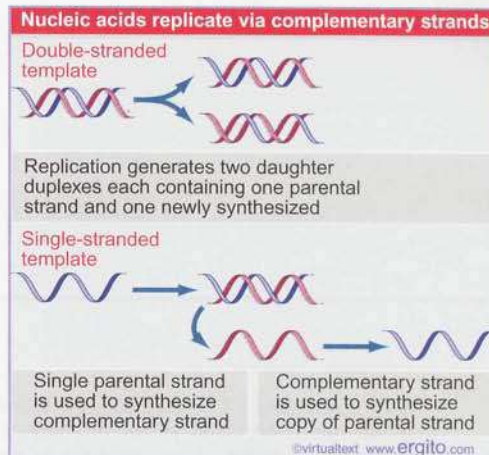 Nucleic acids replicate via complementary strands
Double-stranded
template
Replication generates two daughter
duplexes each containing one parental
strand and one newly synthesized
Single-stranded
template
Single parental strand
is used to synthesize
complementary strand
Complementary strand
is used to synthesize
copy of parental strand
©virtualtext www.ergito.com